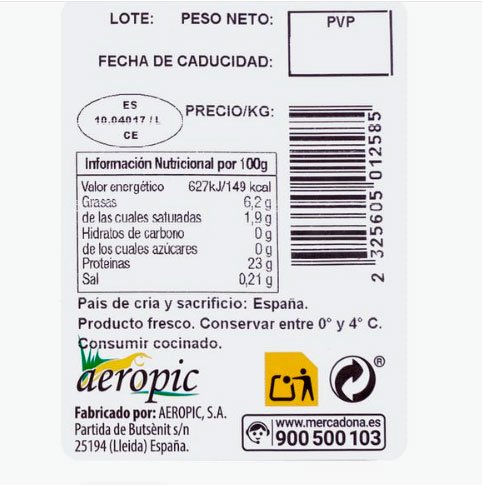 LOTE: PESO NETO: PVP
FECHA DE CADUCIDAD:
ES
10.04017 / L
CE
PRECIO/KG:
Información Nutricional por 100g
Valor energético 627kJ/149 kcal
Grasas 6,2 g
de las cuales saturadas 1,9 g
Hidratos de carbono 0 g
de los cuales azúcares 0 g
Proteinas 23 g
Sal 0,21 g
2 325605 012585
Pais de cria y sacrificio: España.
Producto fresco. Conservar entre 0° y 4° C.
Consumir cocinado.
aeropic
®
Fabricado por: AEROPIC, S.A.
Partida de Butsènit s/n
25194 (Lleida) España.
www.mercadona.es
900 500 103